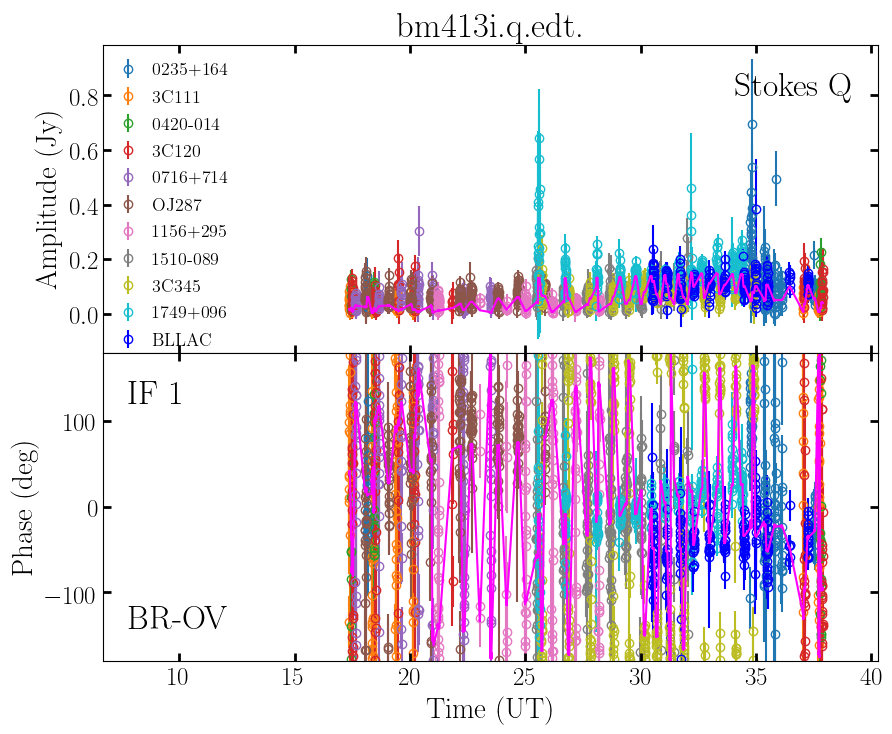 bm413i.q.edt.
Stokes Q
0235+164
3C111
0420-014
3C120
0716+714
OJ287
1156+295
1510-089
3C345
1749+096
BLLAC
Amplitude (Jy)
0.8
0.6
0.4
0.2
0.0
IF 1
BR-OV
Phase (deg)
100
0
−100
10 15 20 25 30 35 40
Time (UT)